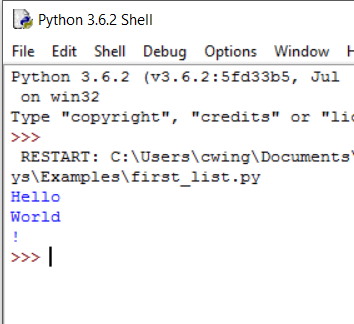 Python 3.6.2 Shell
File Edit Shell Debug Options Window H
Python 3.6.2 (v3.6.2:5fd33b5, Jul
on win32
Type "copyright", "credits" or "lic
>>>
RESTART: C:\Users\cwing\Documents\
ys\Examples\first_list.py
Hello
World
!
>>>